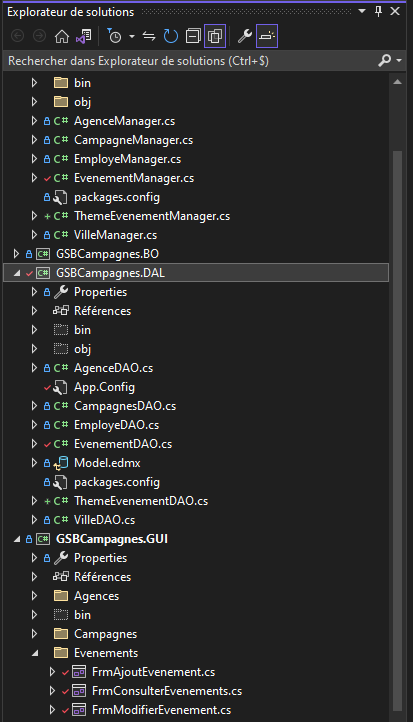 Explorateur de solutions
Rechercher dans Explorateur de solutions (Ctrl+$)
bin
obj
C# AgenceManager.cs
C# CampagneManager.cs
C# EmployeManager.cs
C# EvenementManager.cs
packages.config
+ C# ThemeEvenementManager.cs
C# VilleManager.cs
C# GSBCampagnes.BO
C# GSBCampagnes.DAL
Properties
Références
bin
obj
C# AgenceDAO.cs
App.Config
C# CampagnesDAO.cs
C# EmployeDAO.cs
C# EvenementDAO.cs
Model.edmx
packages.config
+ C# ThemeEvenementDAO.cs
C# VilleDAO.cs
C# GSBCampagnes.GUI
Properties
Références
Agences
bin
Campagnes
Evenements
FrmAjoutEvenement.cs
FrmConsulterEvenements.cs
FrmModifierEvenement.cs